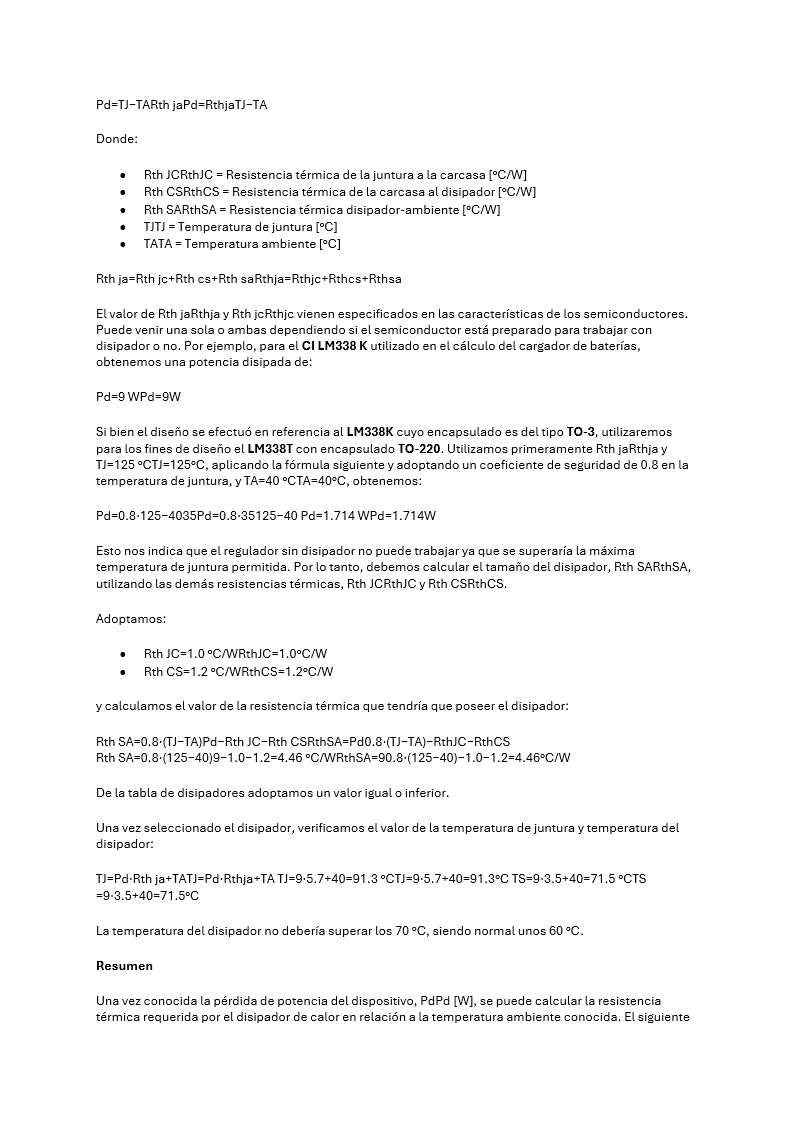 Pd=TJ−TARth jaPd=RthjaTJ−TA
Donde:
• Rth JCRthJC = Resistencia térmica de la juntura a la carcasa [ºC/W]
• Rth CSRthCS = Resistencia térmica de la carcasa al disipador [ºC/W]
• Rth SARthSA = Resistencia térmica disipador-ambiente [ºC/W]
• TJTJ = Temperatura de juntura [ºC]
• TATA = Temperatura ambiente [ºC]
Rth ja=Rth jc+Rth cs+Rth saRthja=Rthjc+Rthcs+Rthsa
El valor de Rth jaRthja y Rth jcRthjc vienen especificados en las características de los semiconductores.
Puede venir una sola o ambas dependiendo si el semiconductor está preparado para trabajar con
disipador o no. Por ejemplo, para el CI LM338 K utilizado en el cálculo del cargador de baterías,
obtenemos una potencia disipada de:
Pd=9 WPd=9W
Si bien el diseño se efectuó en referencia al LM338K cuyo encapsulado es del tipo TO-3, utilizaremos
para los fines de diseño el LM338T con encapsulado TO-220. Utilizamos primeramente Rth jaRthja y
TJ=125 ºCTJ=125ºC, aplicando la fórmula siguiente y adoptando un coeficiente de seguridad de 0.8 en la
temperatura de juntura, y TA=40 ºCTA=40ºC, obtenemos:
Pd=0.8⋅125−4035Pd=0.8⋅35125−40 Pd=1.714 WPd=1.714W
Esto nos indica que el regulador sin disipador no puede trabajar ya que se superaría la máxima
temperatura de juntura permitida. Por lo tanto, debemos calcular el tamaño del disipador, Rth SARthSA,
utilizando las demás resistencias térmicas, Rth JCRthJC y Rth CSRthCS.
Adoptamos:
• Rth JC=1.0 ºC/WRthJC=1.0ºC/W
• Rth CS=1.2 ºC/WRthCS=1.2ºC/W
y calculamos el valor de la resistencia térmica que tendría que poseer el disipador:
Rth SA=0.8⋅(TJ−TA)Pd−Rth JC−Rth CSRthSA=Pd0.8⋅(TJ−TA)−RthJC−RthCS
Rth SA=0.8⋅(125−40)9−1.0−1.2=4.46 ºC/WRthSA=90.8⋅(125−40)−1.0−1.2=4.46ºC/W
De la tabla de disipadores adoptamos un valor igual o inferior.
Una vez seleccionado el disipador, verificamos el valor de la temperatura de juntura y temperatura del
disipador:
TJ=Pd⋅Rth ja+TATJ=Pd⋅Rthja+TA TJ=9⋅5.7+40=91.3 ºCTJ=9⋅5.7+40=91.3ºC TS=9⋅3.5+40=71.5 ºCTS
=9⋅3.5+40=71.5ºC
La temperatura del disipador no debería superar los 70 ºC, siendo normal unos 60 ºC.
Resumen
Una vez conocida la pérdida de potencia del dispositivo, PdPd [W], se puede calcular la resistencia
térmica requerida por el disipador de calor en relación a la temperatura ambiente conocida. El siguiente